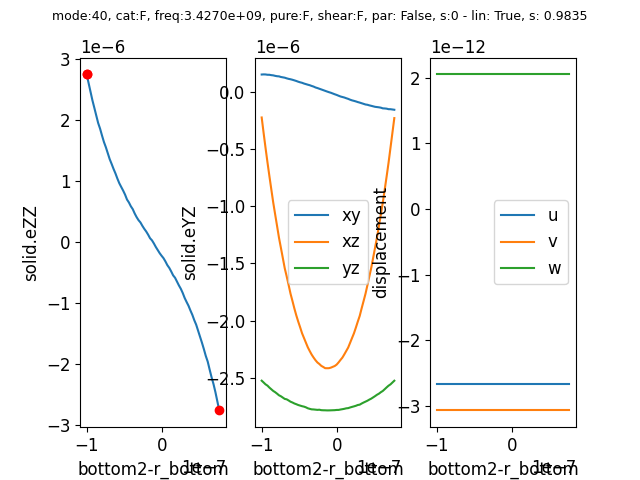 mode:40, cat:F, freq:3.4270e+09, pure:F, shear:F, par: False, s:0 - lin: True, s: 0.9835
1e−6
3
2
1
0
−1
−2
−3
solid.eZZ
−1
0
1e−7
bottom2-r_bottom
1e−6
0.0
−0.5
−1.0
−1.5
−2.0
−2.5
solid.eYZ
xy
xz
yz
−1
0
1e−7
bottom2-r_bottom
1e−12
2
1
0
−1
−2
−3
displacement
u
v
w
−1
0
1e−7
bottom2-r_bottom